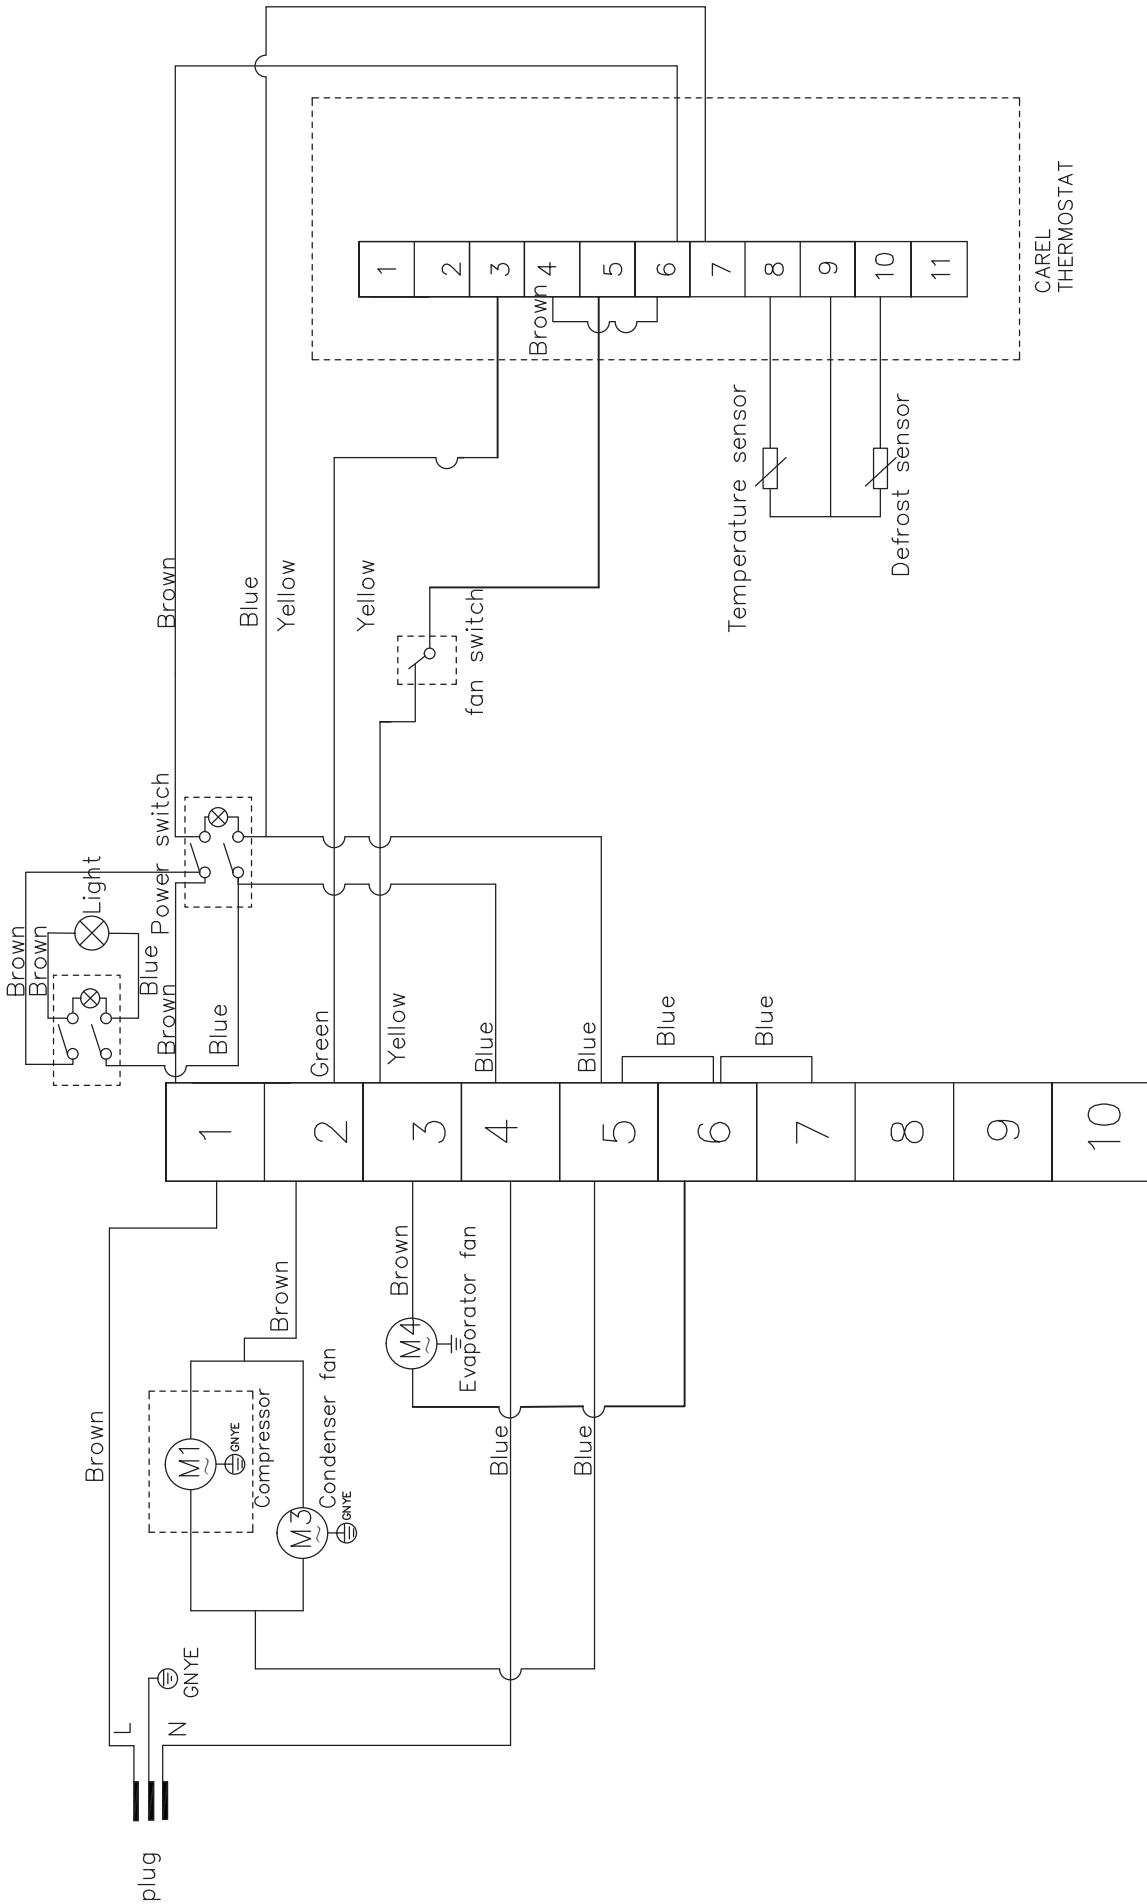 plug
L
N
GNYE
Brown
M1
~
GNYE
Compressor
M3
~
GNYE
Condenser fan
Brown
M4
~
Brown
Evaporator fan
Blue
Blue
1
2
3
4
5
6
7
8
9
10
Brown
Brown
Light
Blue
Brown
Blue
Power switch
Green
Yellow
Blue
Blue
Blue
Blue
Brown
Blue
Yellow
Yellow
fan switch
Temperature sensor
Defrost sensor
Brown
1
2
3
4
5
6
7
8
9
10
11
CAREL
THERMOSTAT